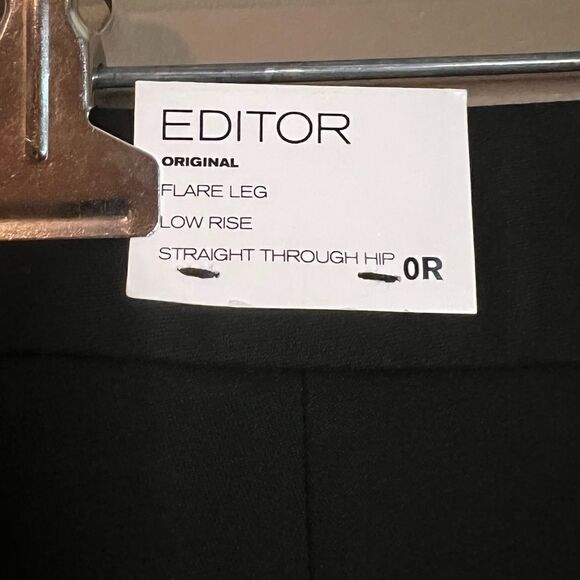 EDITOR
ORIGINAL
FLARE LEG
LOW RISE
STRAIGHT THROUGH HIP 0R